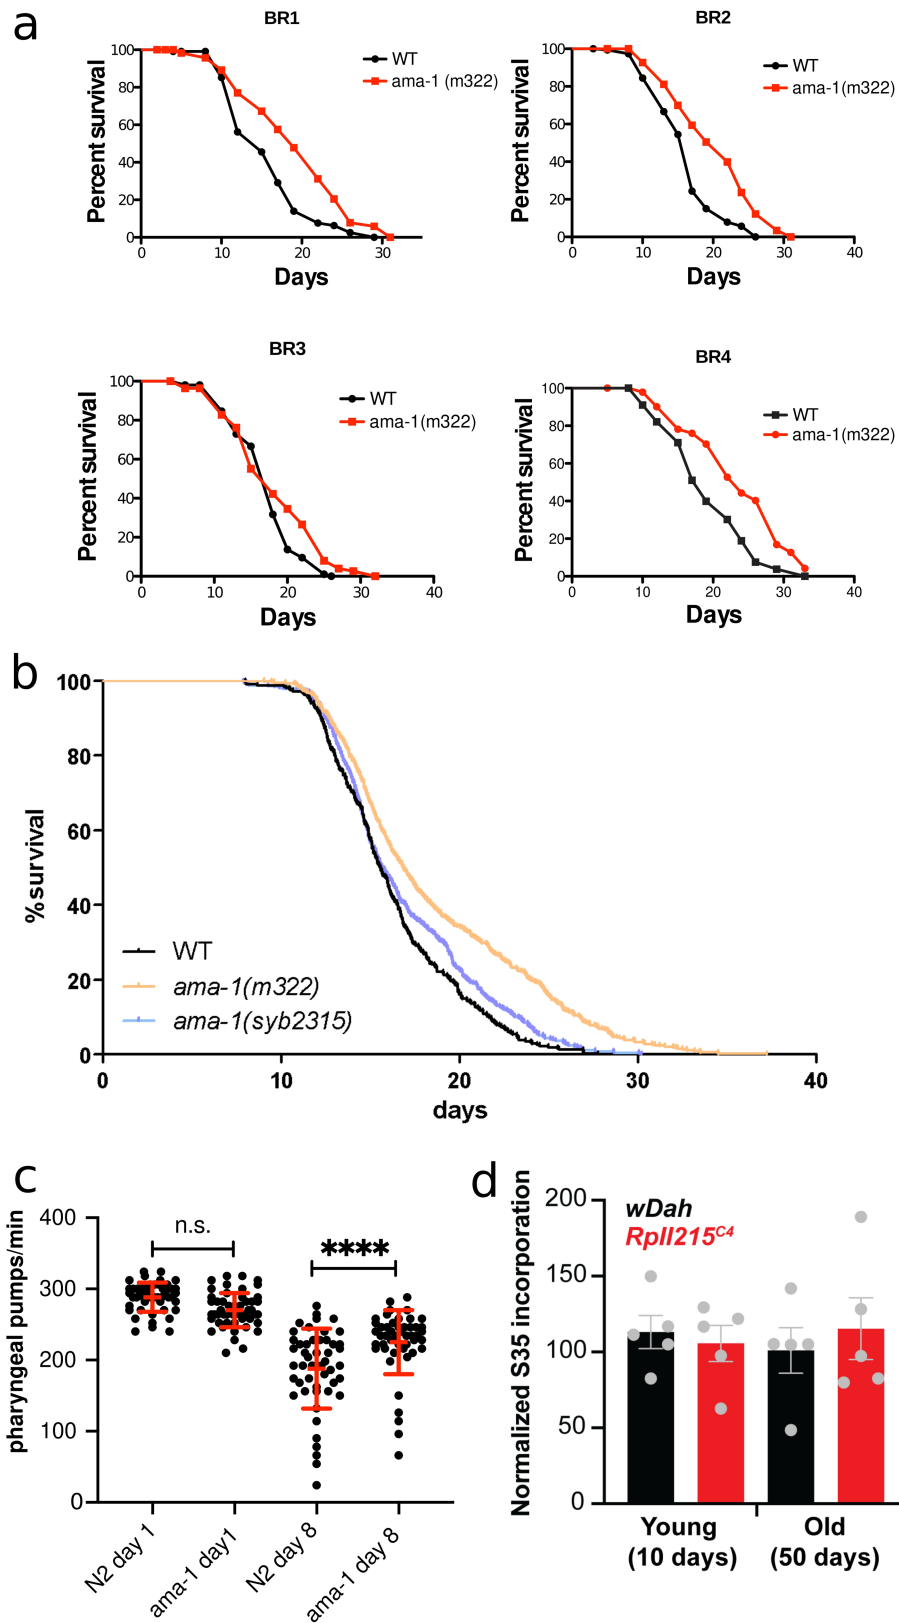 a
BR1
Percent survival
100
80
60
40
20
0
0 10 20 30
Days
WT
ama-1 (m322)
BR2
Percent survival
100
80
60
40
20
0
0 10 20 30 40
Days
WT
ama-1(m322)
BR3
Percent survival
100
80
60
40
20
0
0 10 20 30 40
Days
WT
ama-1(m322)
BR4
Percent survival
100
80
60
40
20
0
0 10 20 30 40
Days
WT
ama-1(m322)
b
%survival
100
80
60
40
20
0
0 10 20 30 40
days
WT
ama-1(m322)
ama-1(syb2315)
c
pharyngeal pumps/min
400
300
200
100
0
n.s.
****
N2 day 1
ama-1 day1
N2 day 8
ama-1 day 8
d
Normalized S35 incorporation
200
150
100
50
0
wDah
RpII215C4
Young
(10 days)
Old
(50 days)